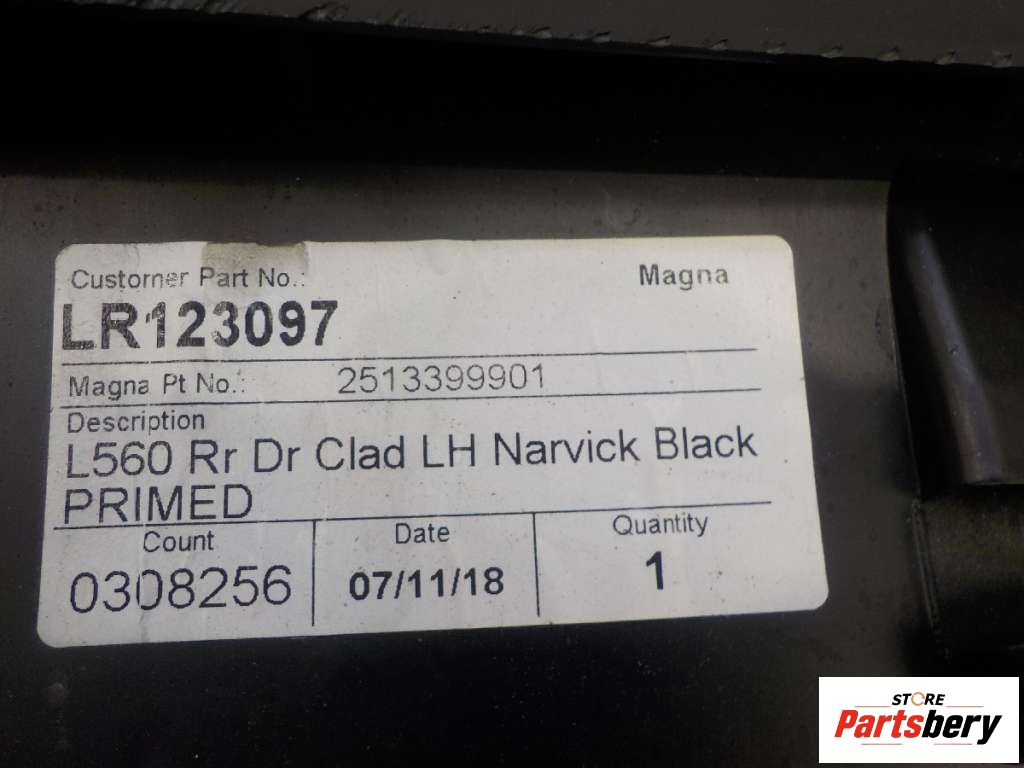 Customer Part No.:
Magna
LR123097
Magna Pt No.: 2513399901
Description
L560 Rr Dr Clad LH Narvick Black
PRIMED
Count Date Quantity
0308256 07/11/18 1
STORE
Partsbery